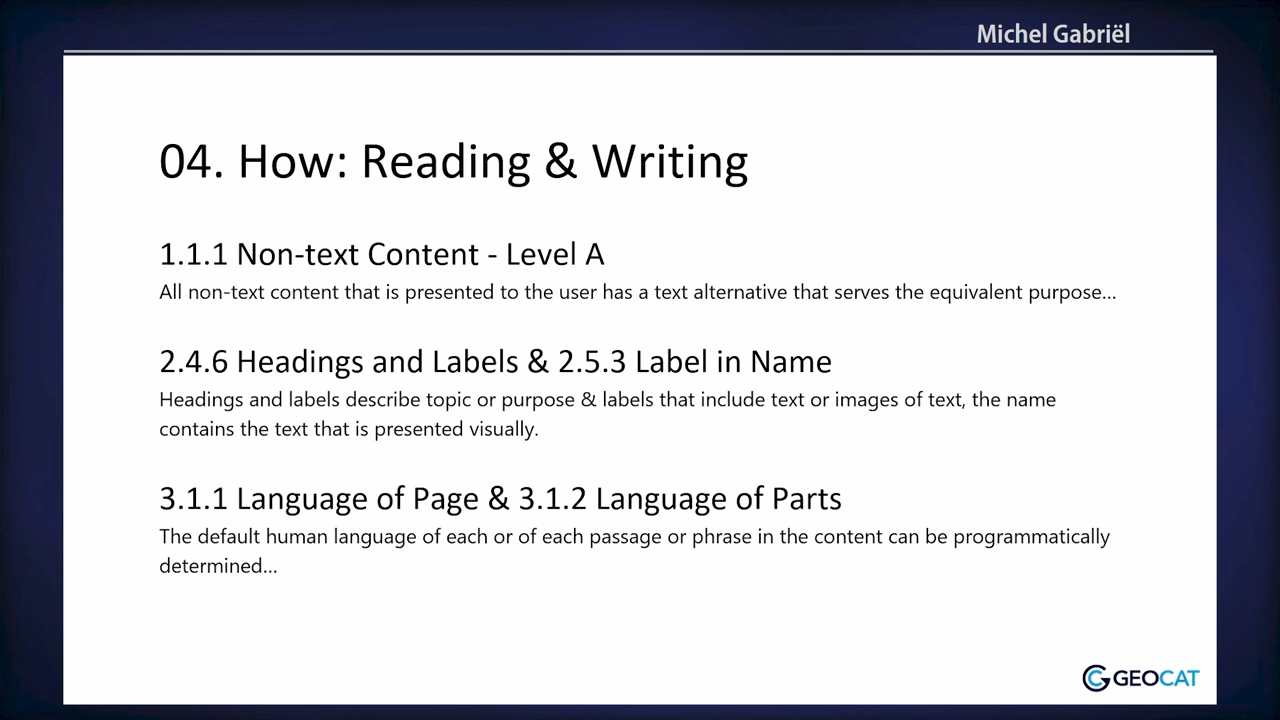 Michel Gabriël
04. How: Reading & Writing
1.1.1 Non-text Content - Level A
All non-text content that is presented to the user has a text alternative that serves the equivalent purpose...
2.4.6 Headings and Labels & 2.5.3 Label in Name
Headings and labels describe topic or purpose & labels that include text or images of text, the name
contains the text that is presented visually.
3.1.1 Language of Page & 3.1.2 Language of Parts
The default human language of each or of each passage or phrase in the content can be programmatically
determined...
GEOCAT